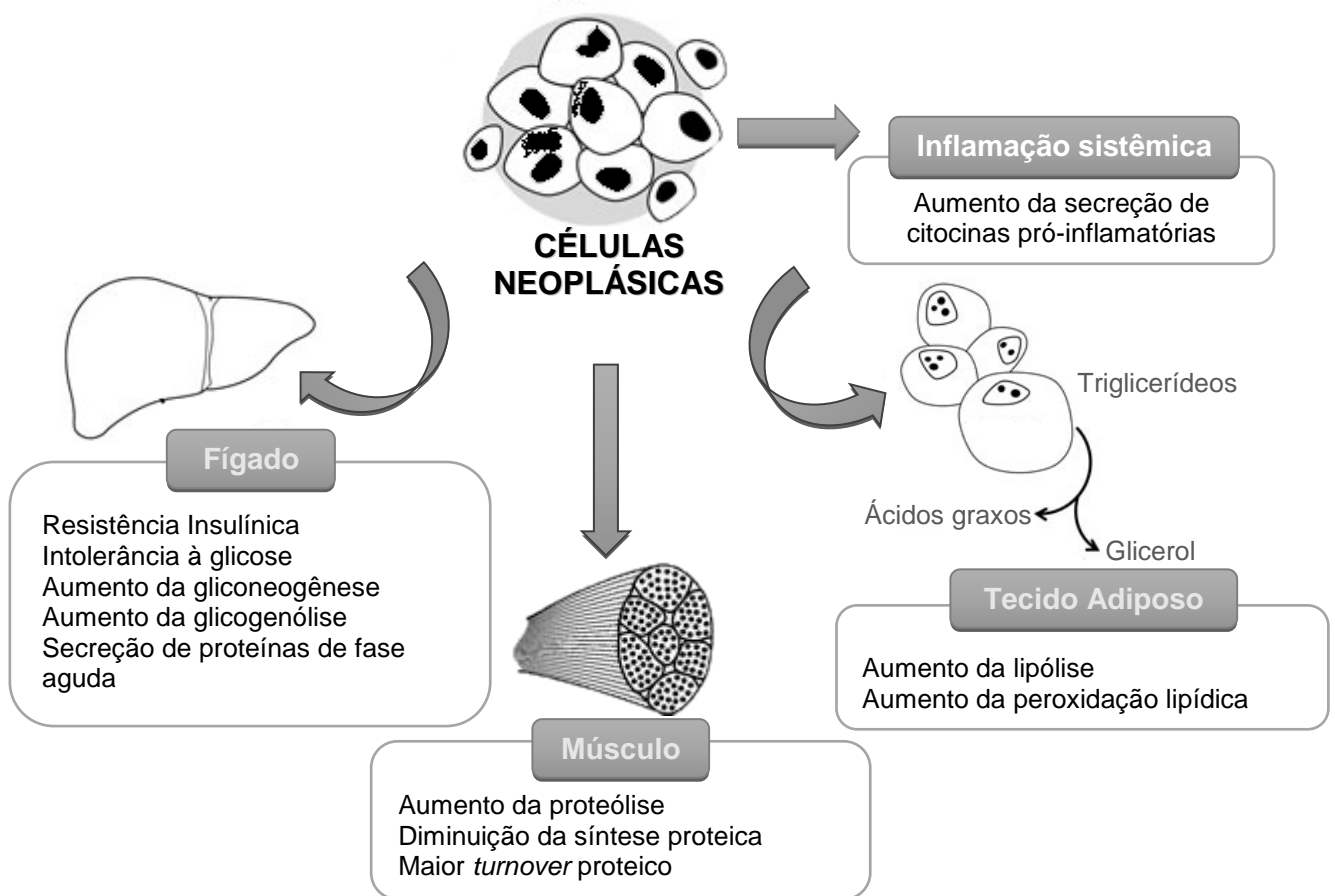 CÉLULAS
NEOPLÁSICAS
Inflamação sistêmica
Aumento da secreção de
citocinas pró-inflamatórias
Fígado
Resistência Insulínica
Intolerância à glicose
Aumento da gliconeogênese
Aumento da glicogenólise
Secreção de proteínas de fase
aguda
Músculo
Aumento da proteólise
Diminuição da síntese proteica
Maior turnover proteico
Triglicerídeos
Ácidos graxos
Glicerol
Tecido Adiposo
Aumento da lipólise
Aumento da peroxidação lipídica